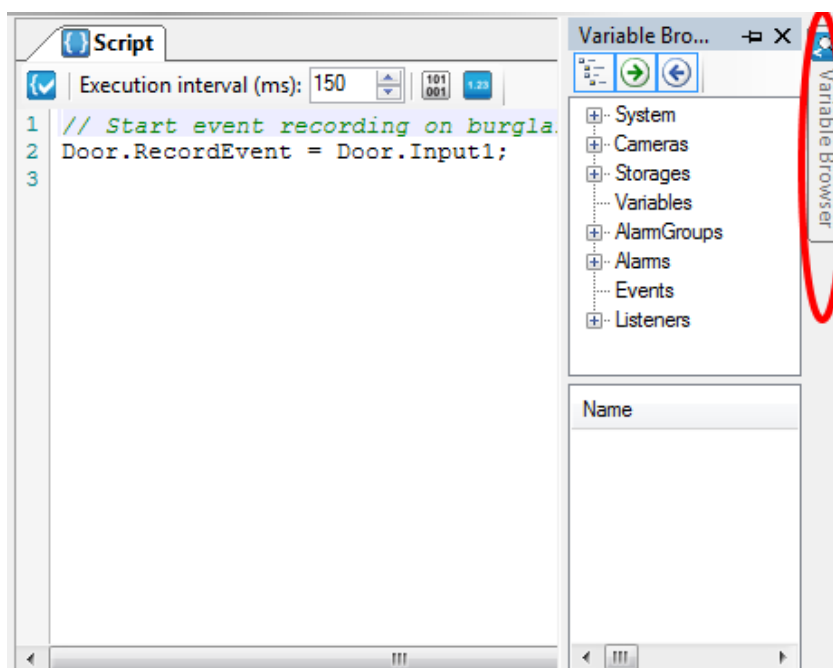 Script
Execution interval (ms): 150
101
001
1.23
1 // Start event recording on burgla
2 Door.RecordEvent = Door.Input1;
3
Variable Bro...
System
Cameras
Storages
Variables
AlarmGroups
Alarms
Events
Listeners
Name
Variable Browser